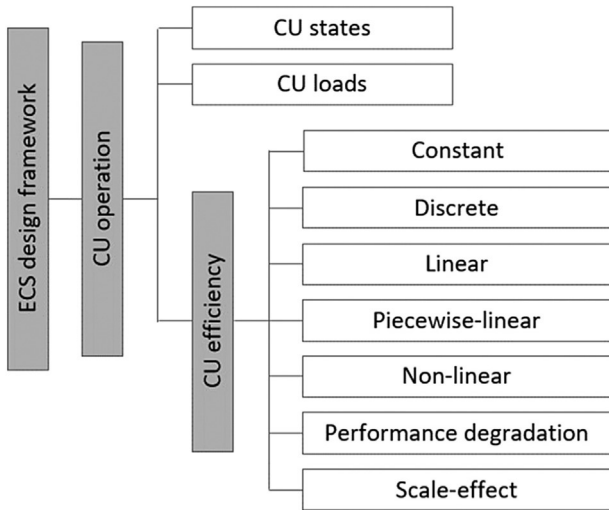 ECS design framework
CU operation
CU states
CU loads
CU efficiency
Constant
Discrete
Linear
Piecewise-linear
Non-linear
Performance degradation
Scale-effect